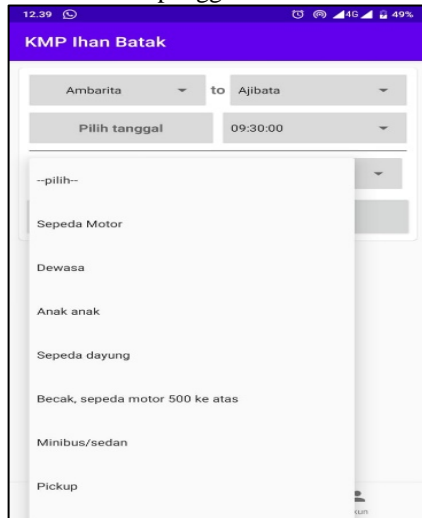 12.39 4G 49%
KMP Ihan Batak
Ambarita to Ajibata
Pilih tanggal 09:30:00
--pilih--
Sepeda Motor
Dewasa
Anak anak
Sepeda dayung
Becak, sepeda motor 500 ke atas
Minibus/sedan
Pickup